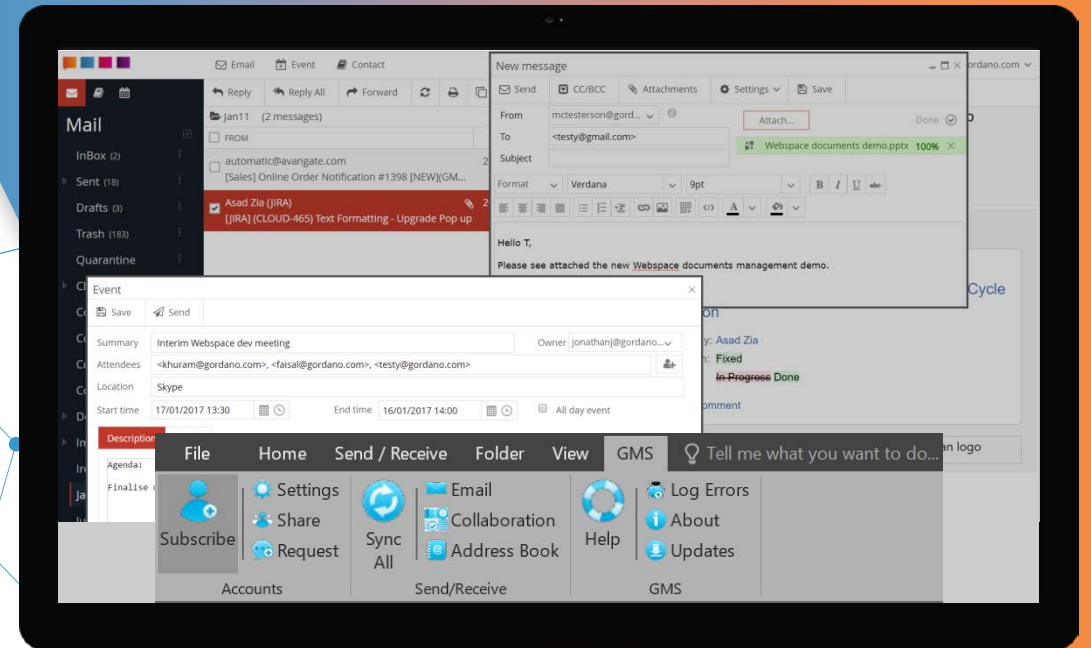 Email Event Contact
Reply Reply All Forward
Mail
InBox (2)
Sent (18)
Drafts (3)
Trash (183)
Quarantine
Jan11 (2 messages)
FROM
automatic@avangate.com
[Sales] Online Order Notification #1398 [NEW](GM...
Asad Zia (JIRA)
[JIRA] (CLOUD-465) Text Formatting - Upgrade Pop up
New message
Send CC/BCC Attachments Settings Save
From mctesterson@gord...
To <testy@gmail.com>
Subject
Attach... Done
Webspace documents demo.pptx 100%
Format Verdana 9pt B I U abc
Hello T,
Please see attached the new Webspace documents management demo.
ordano.com
Cycle
on
y: Asad Zia
n: Fixed
In Progress Done
omment
an logo
Event
Save Send
Summary Interim Webspace dev meeting Owner jonathanj@gordano...
Attendees <khuram@gordano.com>, <faisal@gordano.com>, <testy@gordano.com>
Location Skype
Start time 17/01/2017 13:30 End time 16/01/2017 14:00 All day event
Description
Agenda:
Finalise
File Home Send / Receive Folder View GMS Tell me what you want to do...
Subscribe
Settings
Share
Request
Accounts
Sync All
Email
Collaboration
Address Book
Send/Receive
Help
Log Errors
About
Updates
GMS